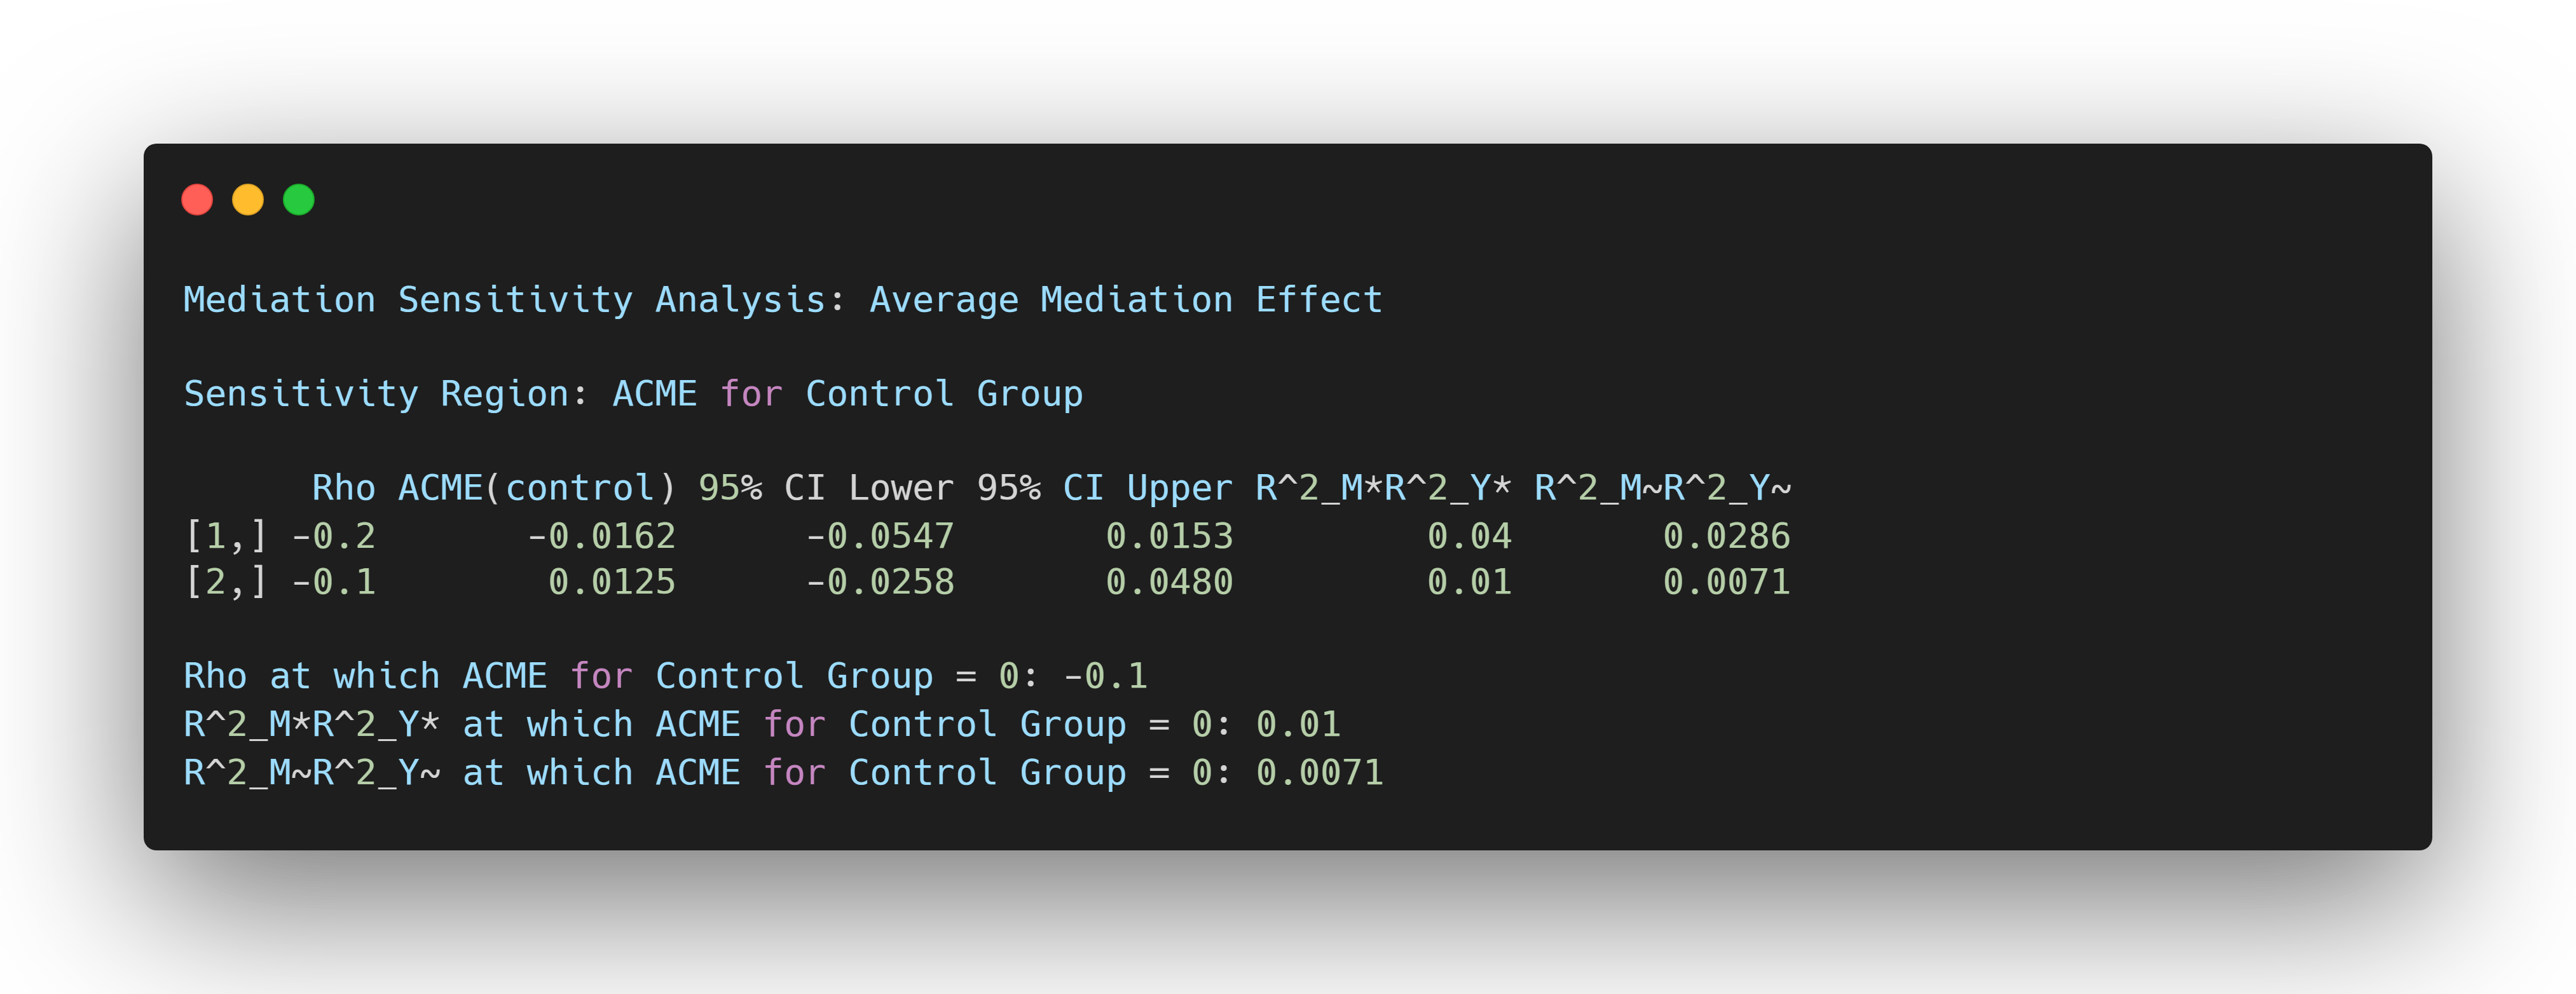 Mediation Sensitivity Analysis: Average Mediation Effect
Sensitivity Region: ACME for Control Group
      Rho ACME(control) 95% CI Lower 95% CI Upper R^2_M*R^2_Y* R^2_M~R^2_Y~
[1,] -0.2       -0.0162      -0.0547       0.0153         0.04       0.0286
[2,] -0.1        0.0125      -0.0258       0.0480         0.01       0.0071
Rho at which ACME for Control Group = 0: -0.1
R^2_M*R^2_Y* at which ACME for Control Group = 0: 0.01
R^2_M~R^2_Y~ at which ACME for Control Group = 0: 0.0071